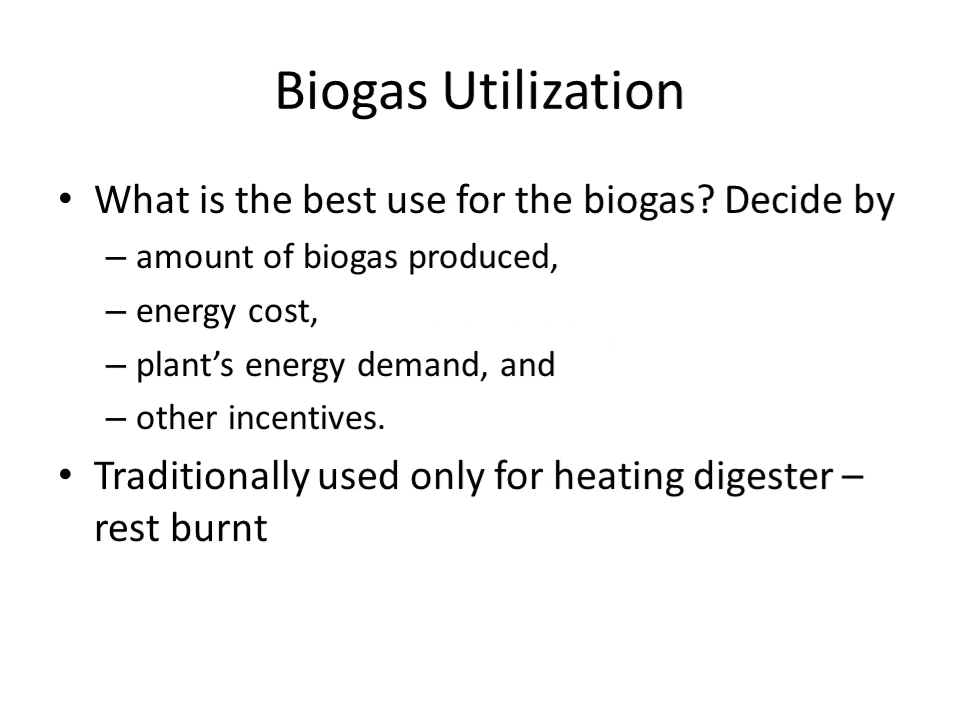 Biogas Utilization
• What is the best use for the biogas? Decide by
– amount of biogas produced,
– energy cost,
– plant’s energy demand, and
– other incentives.
• Traditionally used only for heating digester –
rest burnt